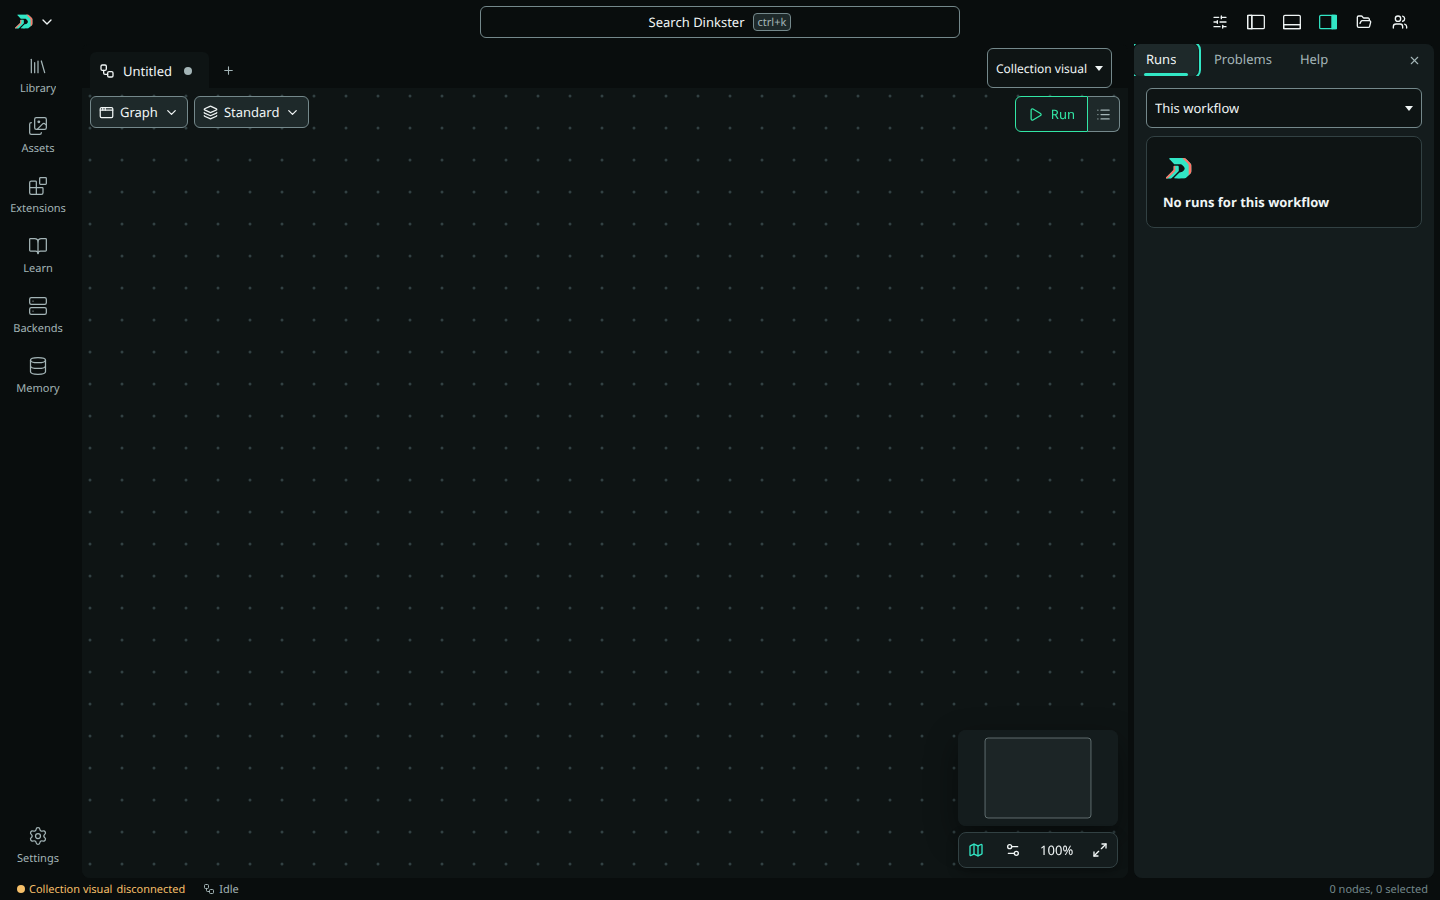 Search Dinkster ctrl+k
Library
Assets
Extensions
Learn
Backends
Memory
Settings
Untitled
Collection visual
Graph
Standard
Run
100%
Runs
Problems
Help
This workflow
No runs for this workflow
Collection visual disconnected
Idle
0 nodes, 0 selected